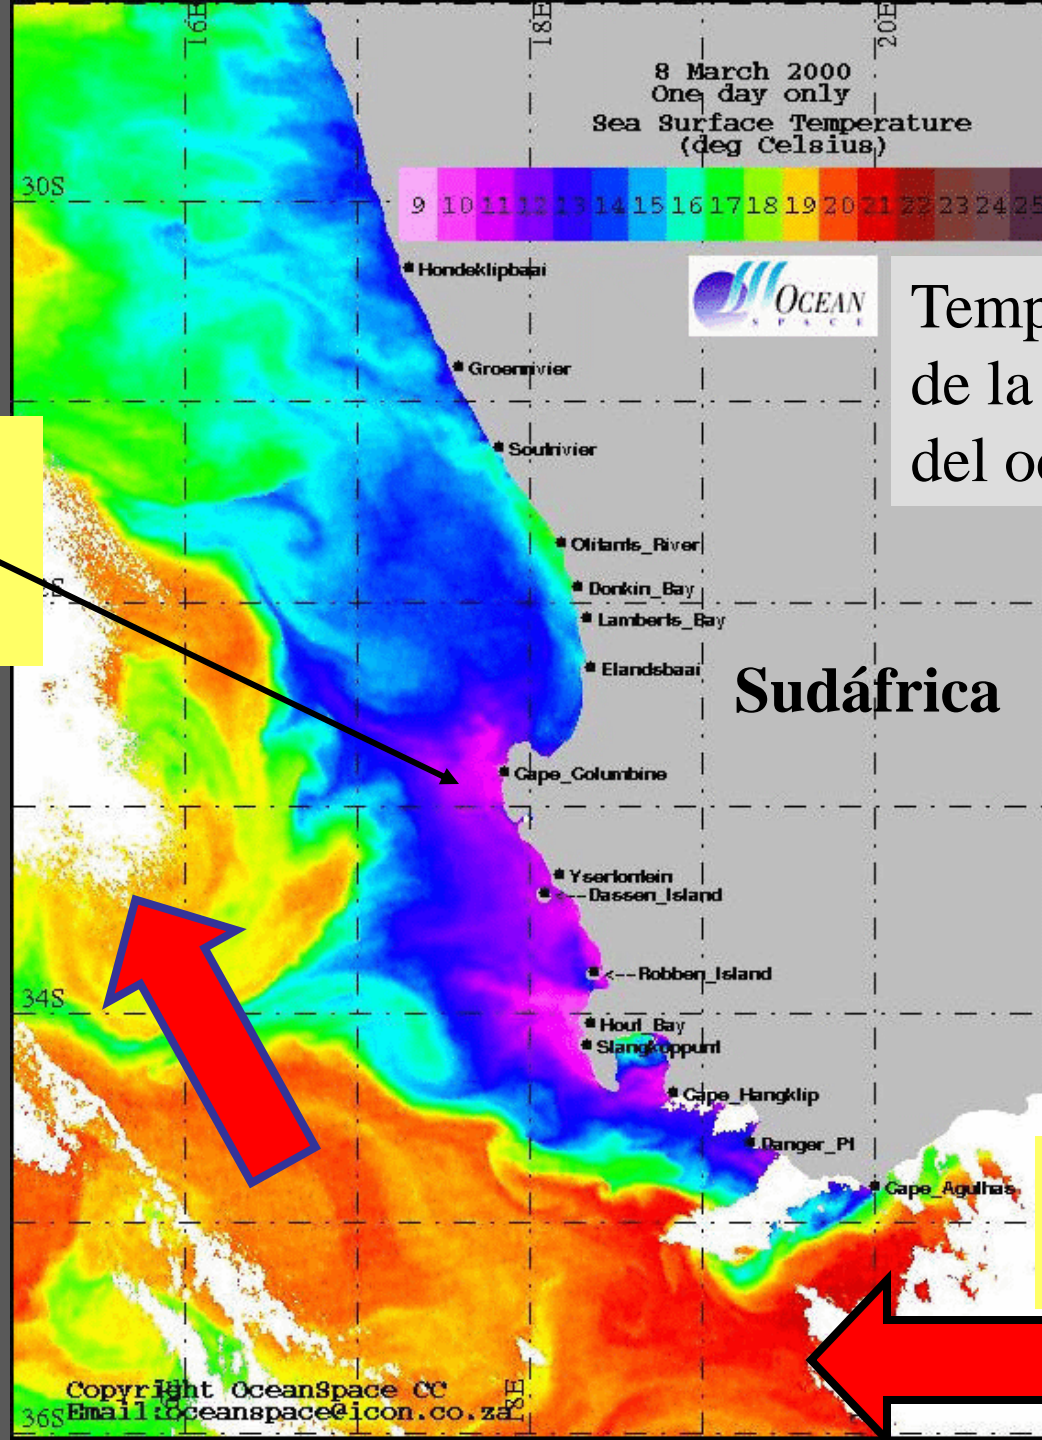 16E
18E
20E
8 March 2000
One day only
Sea Surface Temperature
(deg Celsius)
30S
9 10 11 12 13 14 15 16 17 18 19 20 21 22 23 24 25
Hondeklipbaai
OCEAN
SPACE
Temp
de la
del o
Groenrivier
Soutrivier
Olifants_River
Donkin_Bay
Lamberts_Bay
Elandsbaai
Sudáfrica
Cape_Columbine
Yserfontein
<--Dassen_Island
<--Robben_Island
34S
Hout_Bay
Slangkoppunt
Cape_Hangklip
Danger_Pt
Cape_Agulhas
Copyright OceanSpace CC
36S Email:oceanspace@icon.co.za